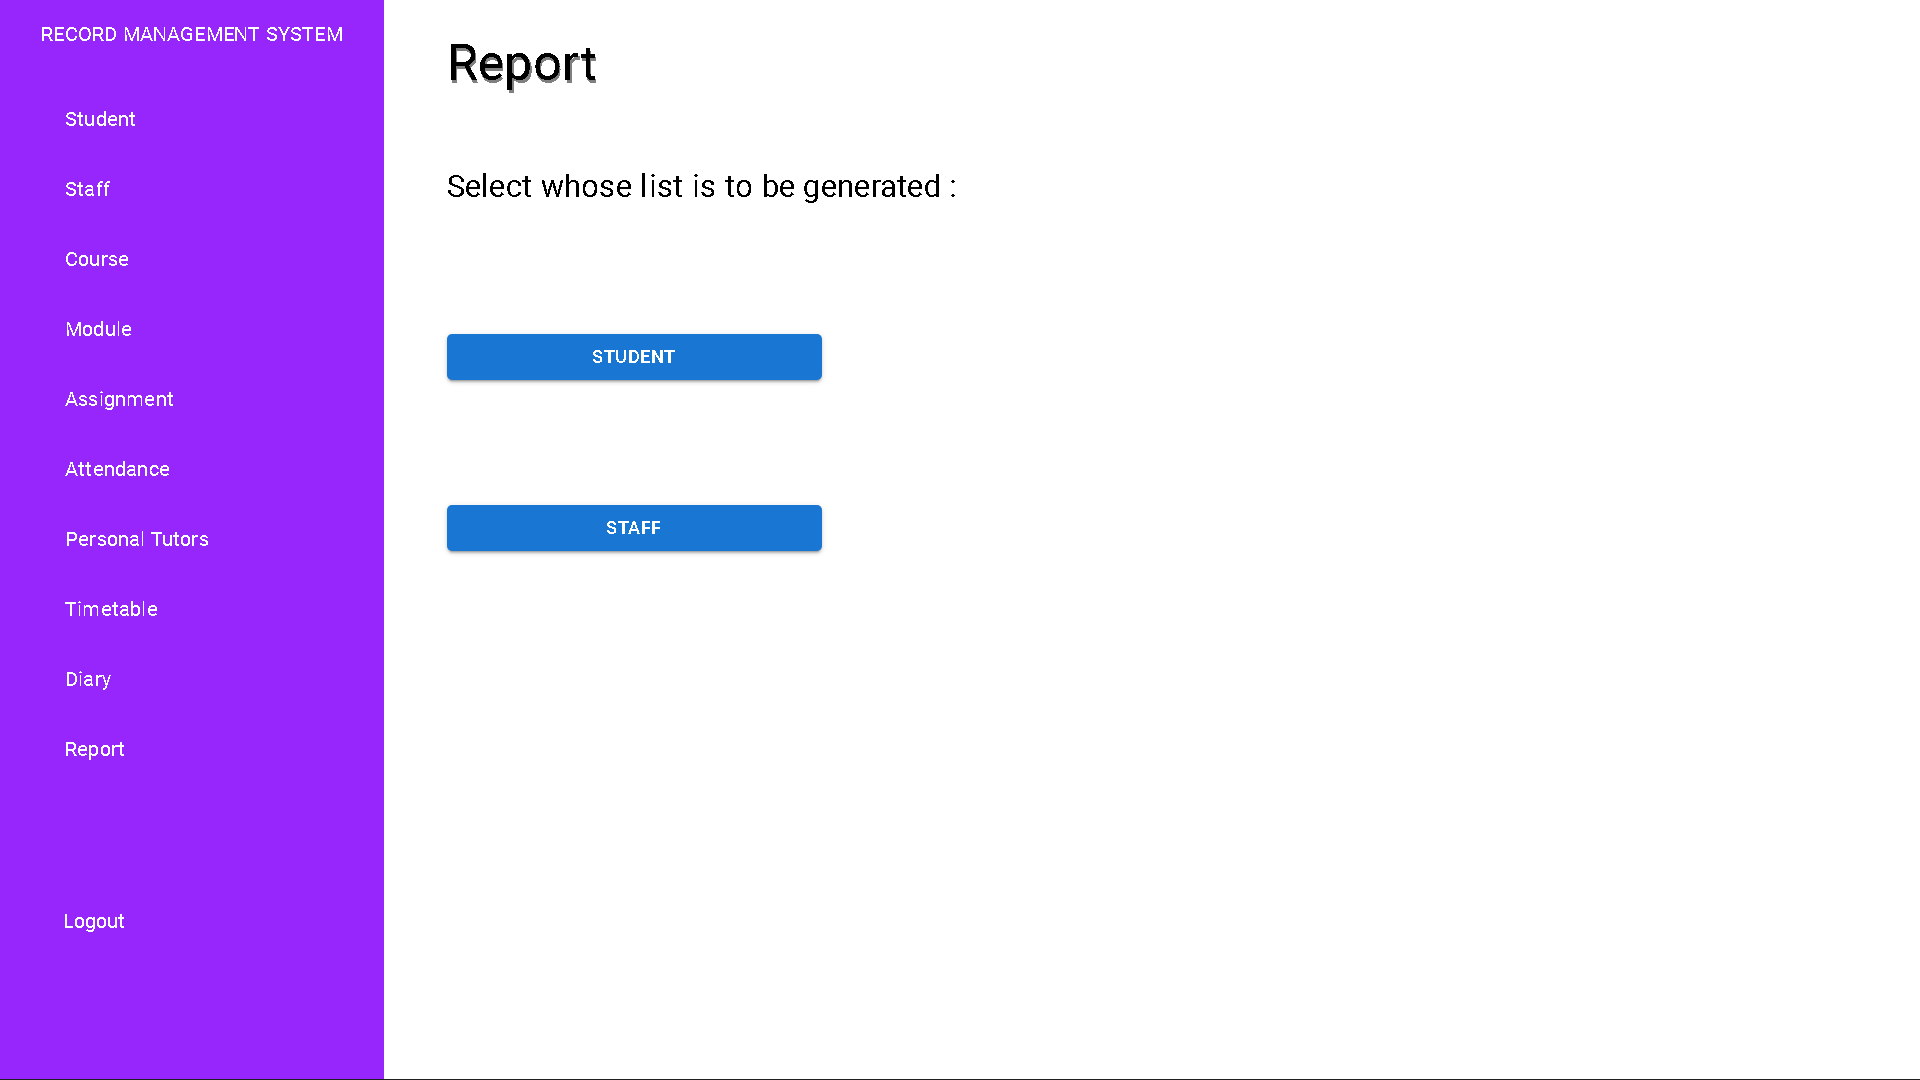 RECORD MANAGEMENT SYSTEM
Student
Staff
Course
Module
Assignment
Attendance
Personal Tutors
Timetable
Diary
Report
Logout
Report
Select whose list is to be generated :
STUDENT
STAFF